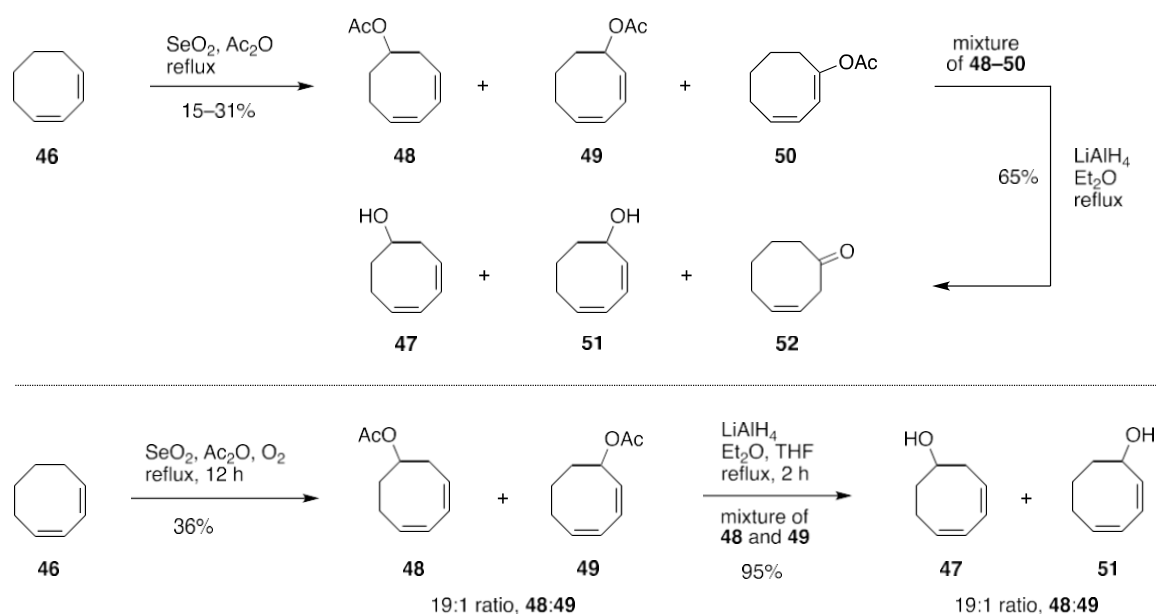 SeO2, Ac2O
reflux
15–31%
46
AcO
48
+
OAc
49
+
OAc
50
mixture
of 48–50
65%
LiAlH4
Et2O
reflux
HO
47
+
OH
51
+
O
52
SeO2, Ac2O, O2
reflux, 12 h
36%
46
AcO
48
+
OAc
49
19:1 ratio, 48:49
LiAlH4
Et2O, THF
reflux, 2 h
mixture of
48 and 49
95%
HO
47
+
OH
51
19:1 ratio, 48:49